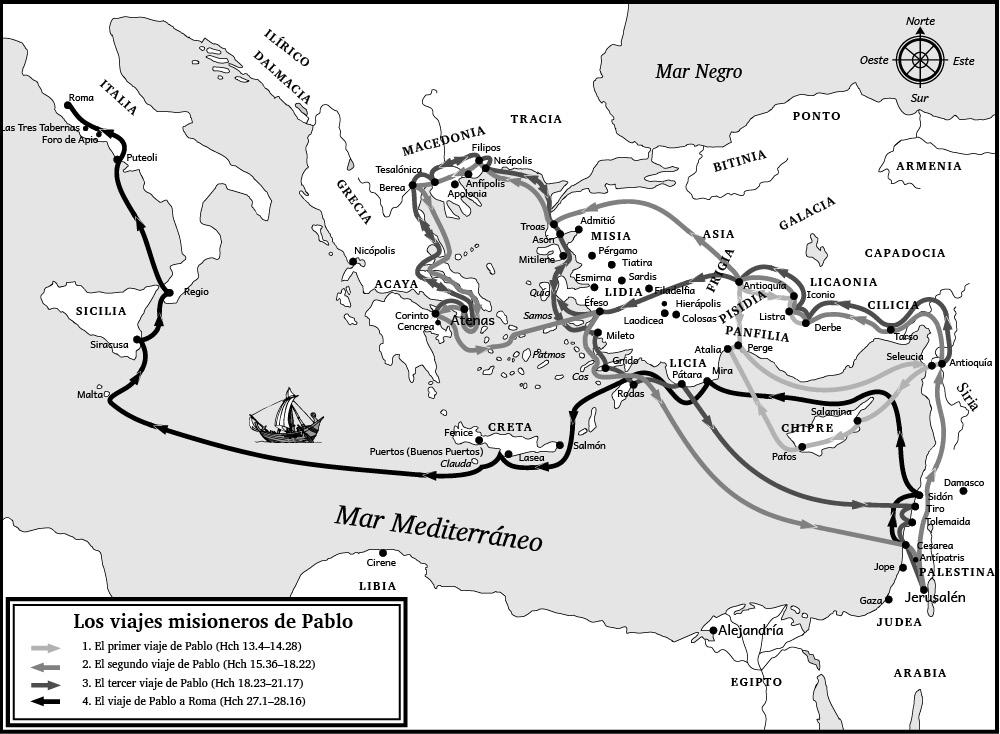 Norte
Oeste
Este
Sur
Mar Negro
ILÍRICO
DALMACIA
ITALIA
Roma
Las Tres Tabernas
Foro de Apio
Puteoli
TRACIA
PONTO
BITINIA
ARMENIA
MACEDONIA
Filipos
Neápolis
Tesalónica
Berea
Anfípolis
Apolonia
GRECIA
GALACIA
Troas
Admitió
Asón
MISIA
ASIA
Nicópolis
Mitilene
Pérgamo
Tiatira
CAPADOCIA
FRIGIA
Esmirna
Sardis
ACAYA
Quío
LIDIA
Filadelfia
Antioquía
LICAONIA
Iconio
Regio
Éfeso
Hierápolis
PISIDIA
CILICIA
SICILIA
Corinto
Cencrea
Atenas
Samos
Laodicea
Colosas
Listra
Derbe
Tarso
Siracusa
Mileto
PANFILIA
Atalia
Perge
Patmos
Gnido
LICIA
Seleucia
Antioquía
Cos
Pátara
Mira
Siria
Malta
Rodas
Salamina
CHIPRE
Fenice
CRETA
Puertos (Buenos Puertos)
Salmón
Lasea
Clauda
Pafos
Damasco
Sidón
Tiro
Mar Mediterráneo
Tolemaida
Cesarea
Antípatris
Cirene
Jope
PALESTINA
LIBIA
Gaza
Jerusalén
JUDEA
Alejandría
EGIPTO
ARABIA
Los viajes misioneros de Pablo
1. El primer viaje de Pablo (Hch 13.4–14.28)
2. El segundo viaje de Pablo (Hch 15.36–18.22)
3. El tercer viaje de Pablo (Hch 18.23–21.17)
4. El viaje de Pablo a Roma (Hch 27.1–28.16)